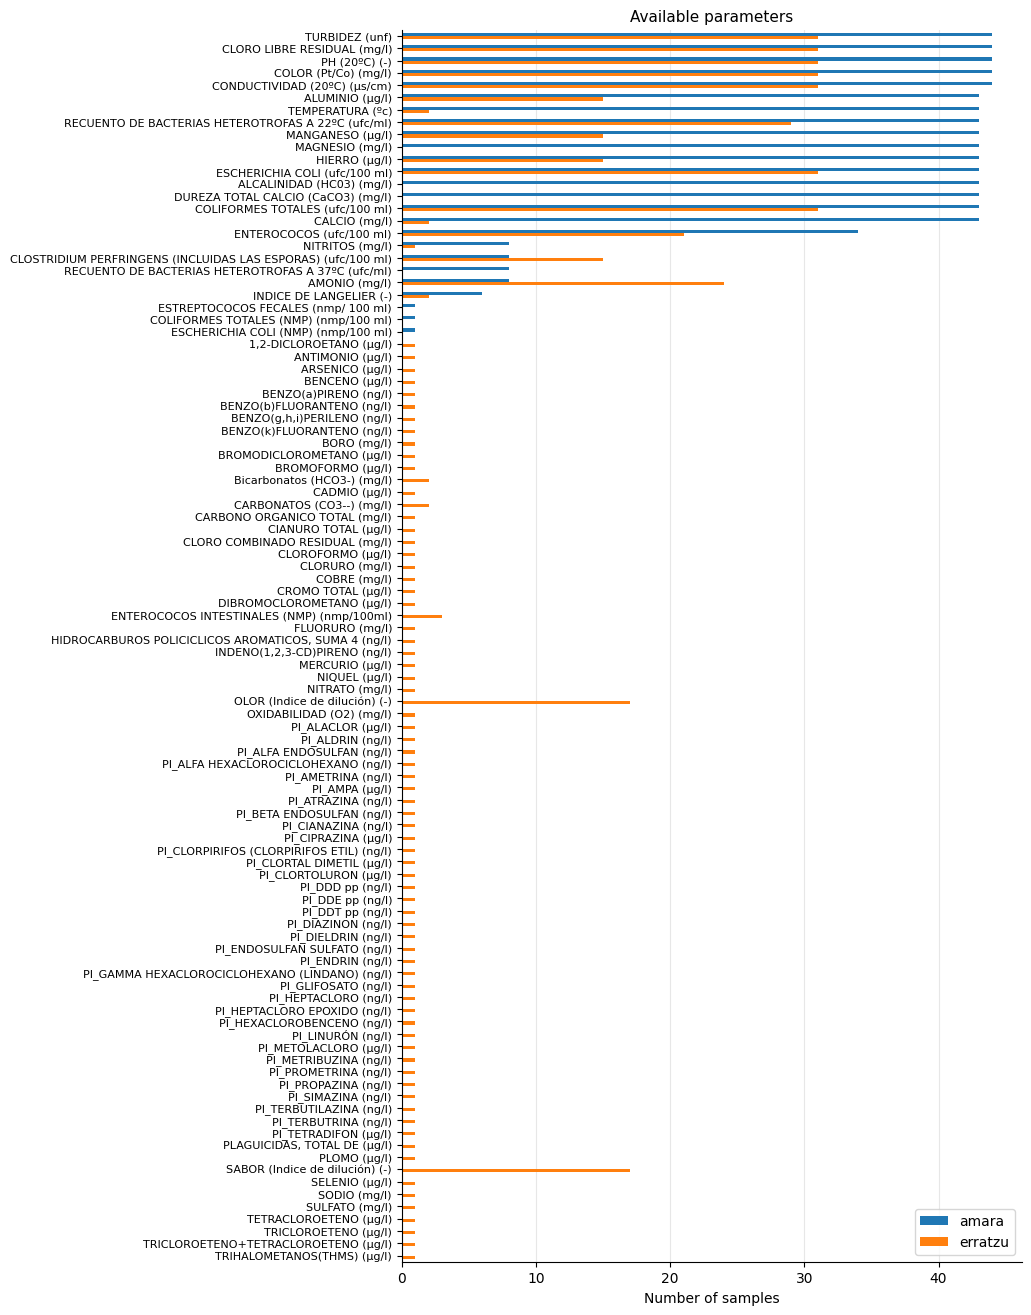 Available parameters
TURBIDEZ (unf)
CLORO LIBRE RESIDUAL (mg/l)
PH (20ºC) (-)
COLOR (Pt/Co) (mg/l)
CONDUCTIVIDAD (20ºC) (µs/cm)
ALUMINIO (µg/l)
TEMPERATURA (ºc)
RECUENTO DE BACTERIAS HETEROTROFAS A 22ºC (ufc/ml)
MANGANESO (µg/l)
MAGNESIO (mg/l)
HIERRO (µg/l)
ESCHERICHIA COLI (ufc/100 ml)
ALCALINIDAD (HC03) (mg/l)
DUREZA TOTAL CALCIO (CaCO3) (mg/l)
COLIFORMES TOTALES (ufc/100 ml)
CALCIO (mg/l)
ENTEROCOCOS (ufc/100 ml)
NITRITOS (mg/l)
CLOSTRIDIUM PERFRINGENS (INCLUIDAS LAS ESPORAS) (ufc/100 ml)
RECUENTO DE BACTERIAS HETEROTROFAS A 37ºC (ufc/ml)
AMONIO (mg/l)
INDICE DE LANGELIER (-)
ESTREPTOCOCOS FECALES (nmp/ 100 ml)
COLIFORMES TOTALES (NMP) (nmp/100 ml)
ESCHERICHIA COLI (NMP) (nmp/100 ml)
1,2-DICLOROETANO (µg/l)
ANTIMONIO (µg/l)
ARSENICO (µg/l)
BENCENO (µg/l)
BENZO(a)PIRENO (ng/l)
BENZO(b)FLUORANTENO (ng/l)
BENZO(g,h,i)PERILENO (ng/l)
BENZO(k)FLUORANTENO (ng/l)
BORO (mg/l)
BROMODICLOROMETANO (µg/l)
BROMOFORMO (µg/l)
Bicarbonatos (HCO3-) (mg/l)
CADMIO (µg/l)
CARBONATOS (CO3--) (mg/l)
CARBONO ORGANICO TOTAL (mg/l)
CIANURO TOTAL (µg/l)
CLORO COMBINADO RESIDUAL (mg/l)
CLOROFORMO (µg/l)
CLORURO (mg/l)
COBRE (mg/l)
CROMO TOTAL (µg/l)
DIBROMOCLOROMETANO (µg/l)
ENTEROCOCOS INTESTINALES (NMP) (nmp/100ml)
FLUORURO (mg/l)
HIDROCARBUROS POLICICLICOS AROMATICOS, SUMA 4 (ng/l)
INDENO(1,2,3-CD)PIRENO (ng/l)
MERCURIO (µg/l)
NIQUEL (µg/l)
NITRATO (mg/l)
OLOR (Indice de dilución) (-)
OXIDABILIDAD (O2) (mg/l)
PI_ALACLOR (µg/l)
PI_ALDRIN (ng/l)
PI_ALFA ENDOSULFAN (ng/l)
PI_ALFA HEXACLOROCICLOHEXANO (ng/l)
PI_AMETRINA (ng/l)
PI_AMPA (µg/l)
PI_ATRAZINA (ng/l)
PI_BETA ENDOSULFAN (ng/l)
PI_CIANAZINA (ng/l)
PI_CIPRAZINA (µg/l)
PI_CLORPIRIFOS (CLORPIRIFOS ETIL) (ng/l)
PI_CLORTAL DIMETIL (µg/l)
PI_CLORTOLURON (µg/l)
PI_DDD pp (ng/l)
PI_DDE pp (ng/l)
PI_DDT pp (ng/l)
PI_DIAZINON (ng/l)
PI_DIELDRIN (ng/l)
PI_ENDOSULFAN SULFATO (ng/l)
PI_ENDRIN (ng/l)
PI_GAMMA HEXACLOROCICLOHEXANO (LINDANO) (ng/l)
PI_GLIFOSATO (ng/l)
PI_HEPTACLORO (ng/l)
PI_HEPTACLORO EPOXIDO (ng/l)
PI_HEXACLOROBENCENO (ng/l)
PI_LINURÓN (ng/l)
PI_METOLACLORO (µg/l)
PI_METRIBUZINA (ng/l)
PI_PROMETRINA (ng/l)
PI_PROPAZINA (ng/l)
PI_SIMAZINA (ng/l)
PI_TERBUTILAZINA (ng/l)
PI_TERBUTRINA (ng/l)
PI_TETRADIFON (µg/l)
PLAGUICIDAS, TOTAL DE (µg/l)
PLOMO (µg/l)
SABOR (Indice de dilución) (-)
SELENIO (µg/l)
SODIO (mg/l)
SULFATO (mg/l)
TETRACLOROETENO (µg/l)
TRICLOROETENO (µg/l)
TRICLOROETENO+TETRACLOROETENO (µg/l)
TRIHALOMETANOS(THMS) (µg/l)
amara
erratzu
0 10 20 30 40
Number of samples